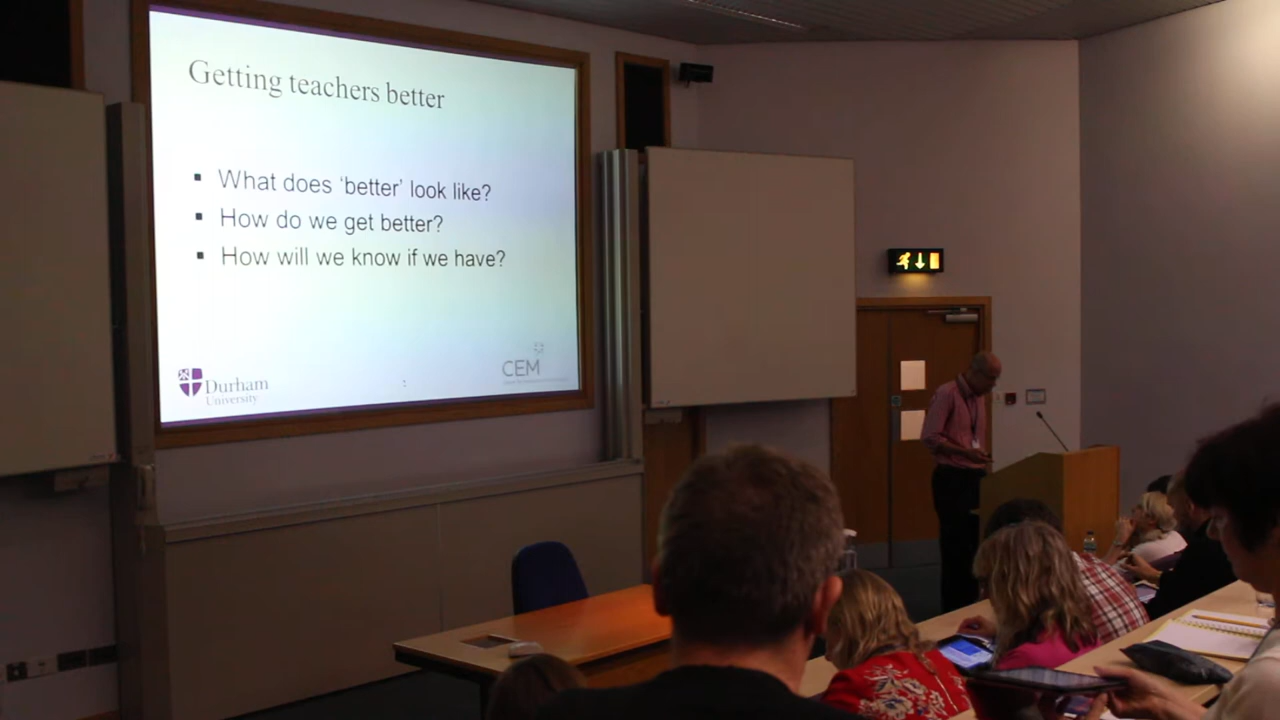 Getting teachers better
▪ What does ‘better’ look like?
▪ How do we get better?
▪ How will we know if we have?
Durham
University
CEM